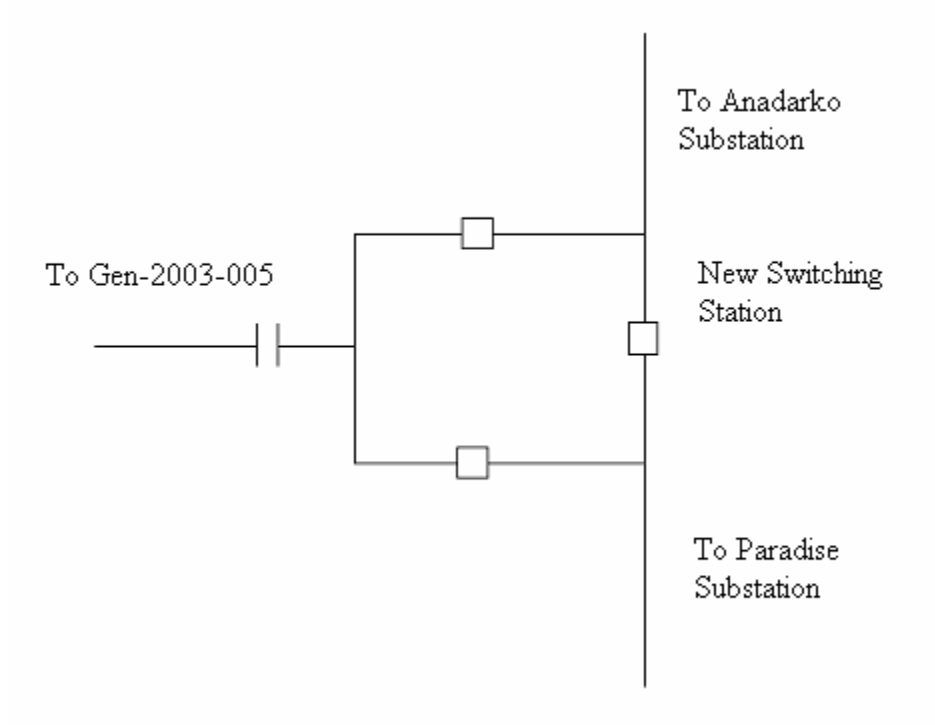 To Anadarko
Substation
To Gen-2003-005
New Switching
Station
To Paradise
Substation